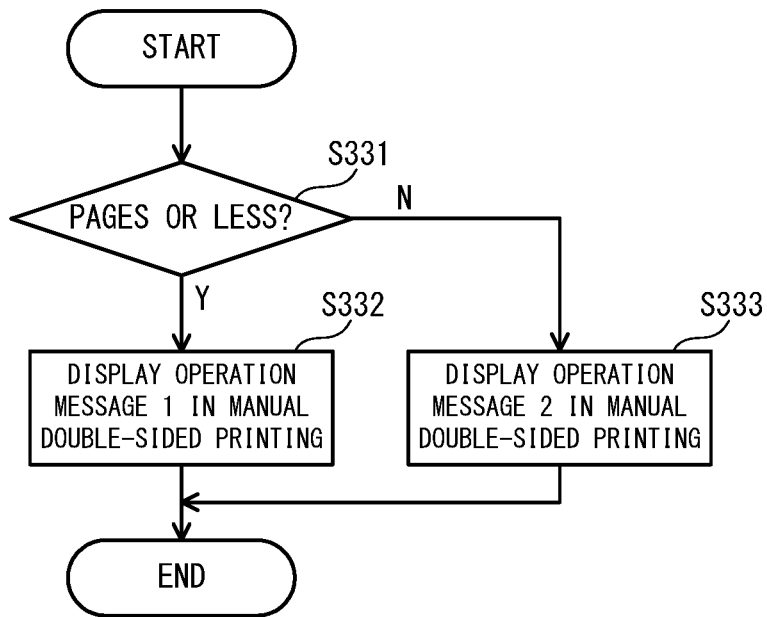 START
S331
PAGES OR LESS?
N
Y
S332
S333
DISPLAY OPERATION
MESSAGE 1 IN MANUAL
DOUBLE-SIDED PRINTING
DISPLAY OPERATION
MESSAGE 2 IN MANUAL
DOUBLE-SIDED PRINTING
END